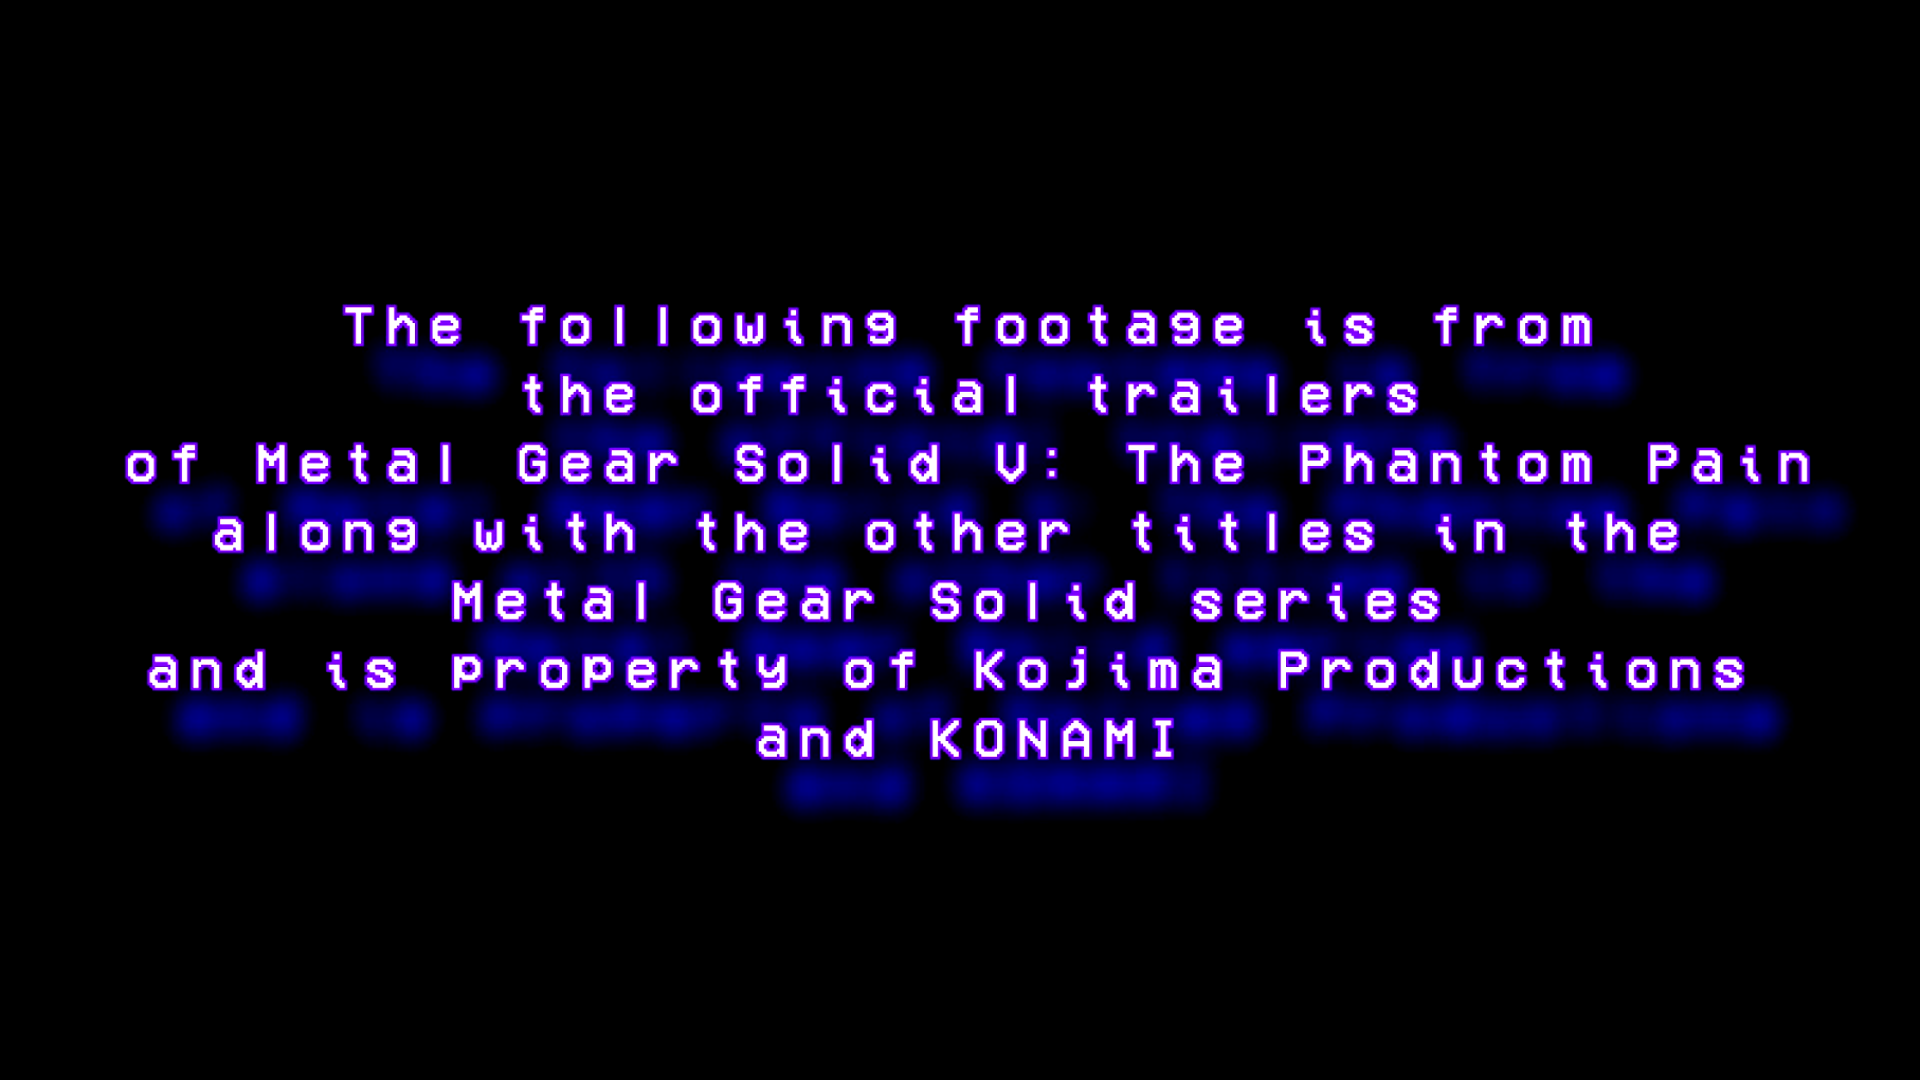 The following footage is from
the official trailers
of Metal Gear Solid V: The Phantom Pain
along with the other titles in the
Metal Gear Solid series
and is property of Kojima Productions
and KONAMI